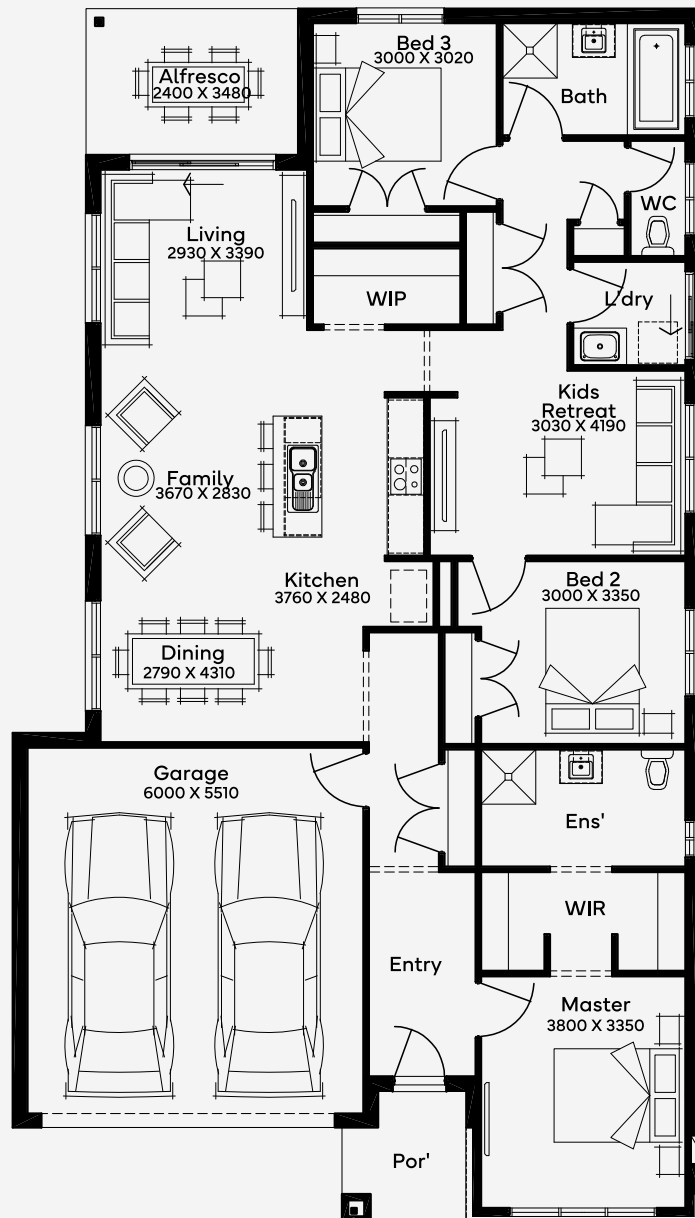 Bed 3
3000 X 3020
Bath
Alfresco
2400 X 3480
WC
Living
2930 X 3390
WIP
L'dry
Kids
Retreat
3030 X 4190
Family
3670 X 2830
Kitchen
3760 X 2480
Bed 2
3000 X 3350
Dining
2790 X 4310
Garage
6000 X 5510
Ens'
WIR
Entry
Master
3800 X 3350
Por'